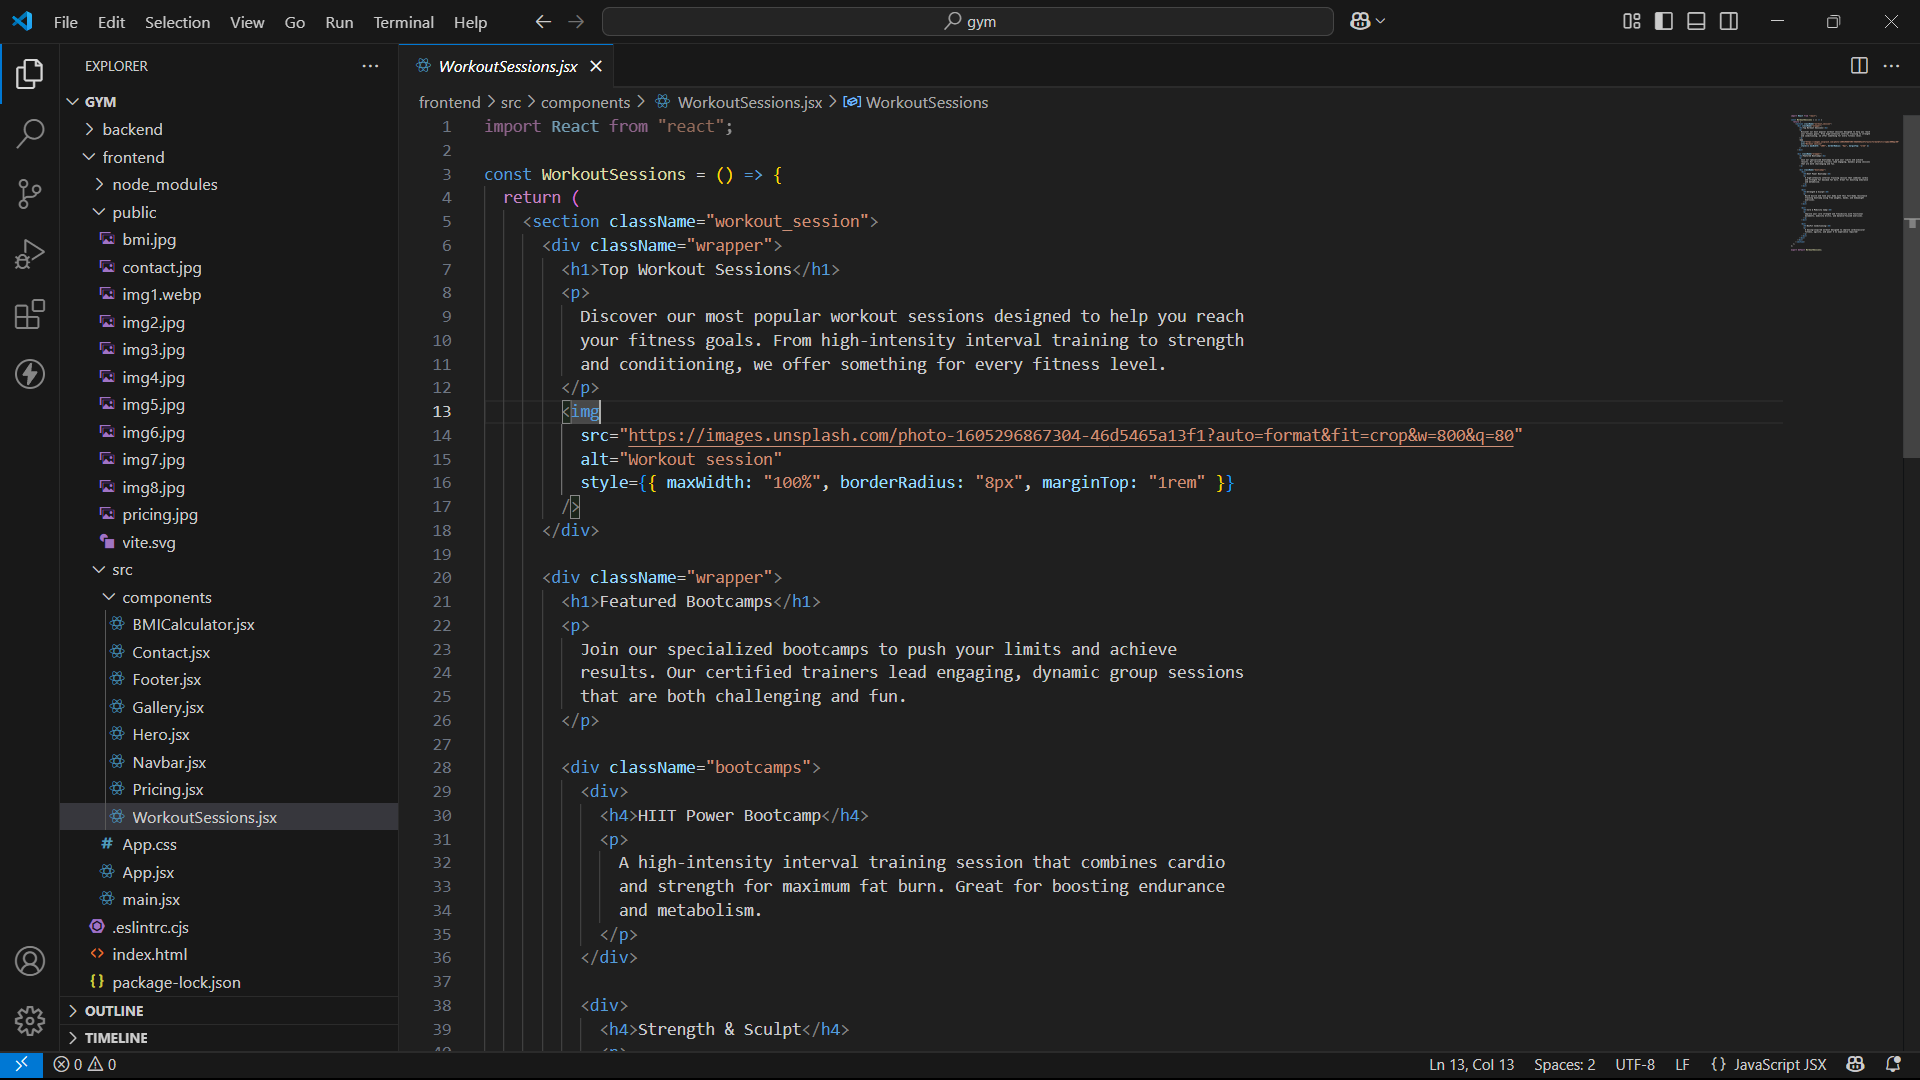 File Edit Selection View Go Run Terminal Help
gym
EXPLORER
GYM
backend
frontend
node_modules
public
bmi.jpg
contact.jpg
img1.webp
img2.jpg
img3.jpg
img4.jpg
img5.jpg
img6.jpg
img7.jpg
img8.jpg
pricing.jpg
vite.svg
src
components
BMICalculator.jsx
Contact.jsx
Footer.jsx
Gallery.jsx
Hero.jsx
Navbar.jsx
Pricing.jsx
WorkoutSessions.jsx
# App.css
App.jsx
main.jsx
.eslintrc.cjs
<> index.html
{} package-lock.json
OUTLINE
TIMELINE
WorkoutSessions.jsx
frontend > src > components > WorkoutSessions.jsx > WorkoutSessions
1 import React from "react";
2
3 const WorkoutSessions = () => {
4 return (
5 <section className="workout_session">
6 <div className="wrapper">
7 <h1>Top Workout Sessions</h1>
8 <p>
9 Discover our most popular workout sessions designed to help you reach
10 your fitness goals. From high-intensity interval training to strength
11 and conditioning, we offer something for every fitness level.
12 </p>
13 <img
14 src="https://images.unsplash.com/photo-1605296867304-46d5465a13f1?auto=format&fit=crop&w=800&q=80"
15 alt="Workout session"
16 style={{ maxWidth: "100%", borderRadius: "8px", marginTop: "1rem" }}
17 />
18 </div>
19
20 <div className="wrapper">
21 <h1>Featured Bootcamps</h1>
22 <p>
23 Join our specialized bootcamps to push your limits and achieve
24 results. Our certified trainers lead engaging, dynamic group sessions
25 that are both challenging and fun.
26 </p>
27
28 <div className="bootcamps">
29 <div>
30 <h4>HIIT Power Bootcamp</h4>
31 <p>
32 A high-intensity interval training session that combines cardio
33 and strength for maximum fat burn. Great for boosting endurance
34 and metabolism.
35 </p>
36 </div>
37
38 <div>
39 <h4>Strength & Sculpt</h4>
0 0
Ln 13, Col 13 Spaces: 2 UTF-8 LF {} JavaScript JSX